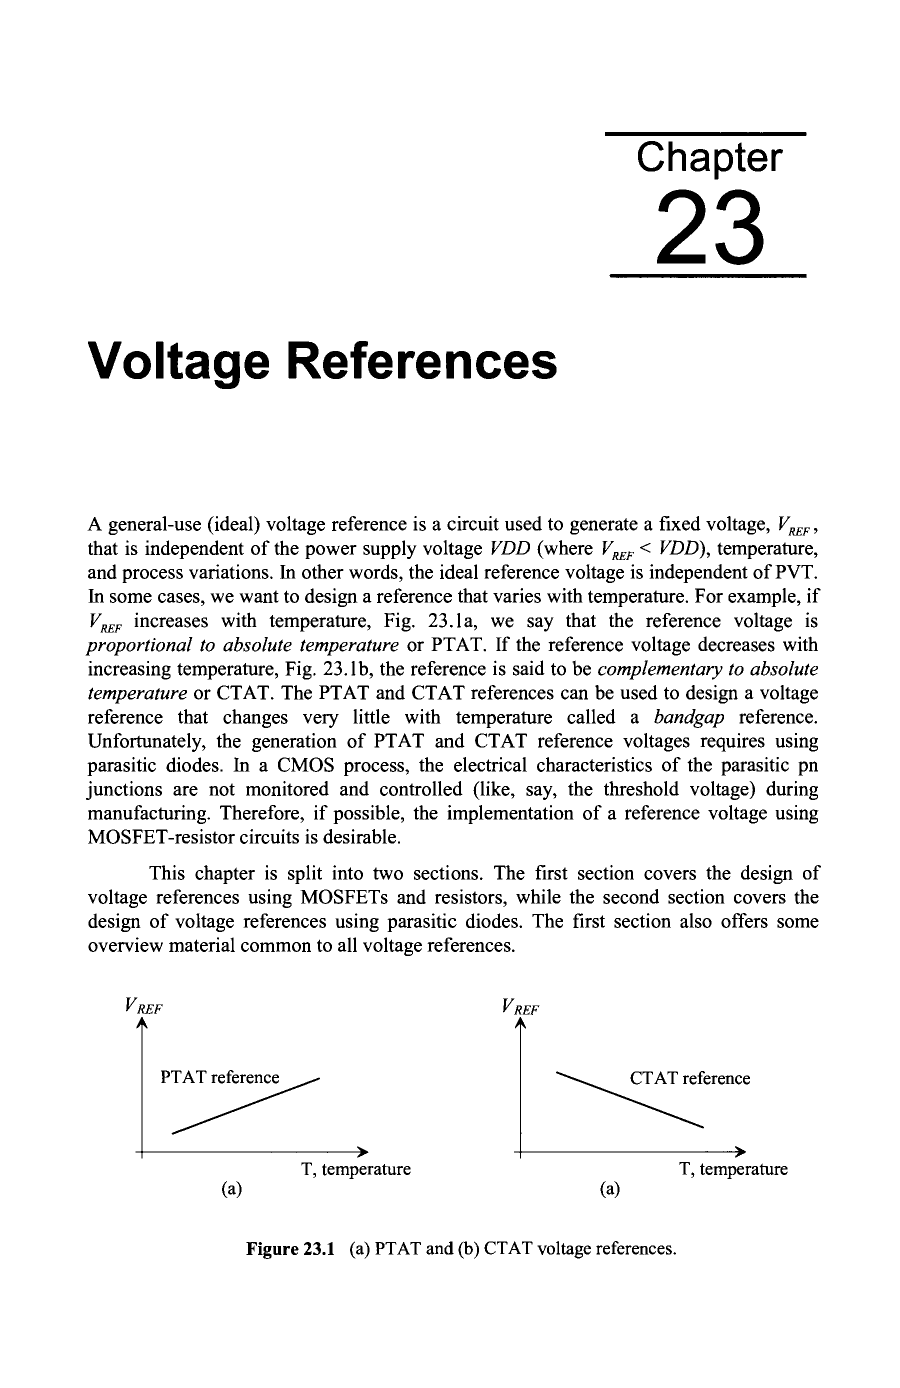 Chapter
23
Voltage References
A general-use (ideal) voltage reference is a circuit used to generate a fixed voltage, V_REF,
that is independent of the power supply voltage VDD (where V_REF < VDD), temperature,
and process variations. In other words, the ideal reference voltage is independent of PVT.
In some cases, we want to design a reference that varies with temperature. For example, if
V_REF increases with temperature, Fig. 23.1a, we say that the reference voltage is
proportional to absolute temperature or PTAT. If the reference voltage decreases with
increasing temperature, Fig. 23.1b, the reference is said to be complementary to absolute
temperature or CTAT. The PTAT and CTAT references can be used to design a voltage
reference that changes very little with temperature called a bandgap reference.
Unfortunately, the generation of PTAT and CTAT reference voltages requires using
parasitic diodes. In a CMOS process, the electrical characteristics of the parasitic pn
junctions are not monitored and controlled (like, say, the threshold voltage) during
manufacturing. Therefore, if possible, the implementation of a reference voltage using
MOSFET-resistor circuits is desirable.
This chapter is split into two sections. The first section covers the design of
voltage references using MOSFETs and resistors, while the second section covers the
design of voltage references using parasitic diodes. The first section also offers some
overview material common to all voltage references.
V_REF
PTAT reference
T, temperature
(a)
V_REF
CTAT reference
T, temperature
(a)
Figure 23.1 (a) PTAT and (b) CTAT voltage references.